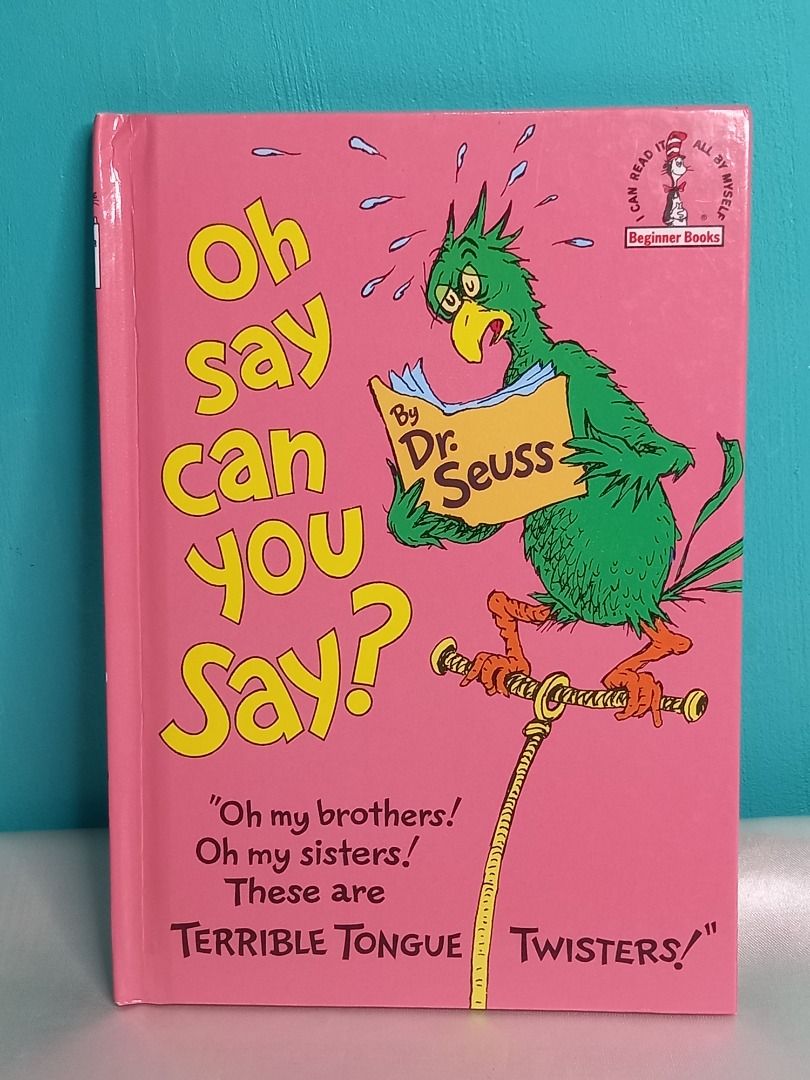 Oh
say
can
you
Say?
I CAN READ IT ALL BY MYSELF
®
Beginner Books
By
Dr.
Seuss
"Oh my brothers!
Oh my sisters!
These are
TERRIBLE TONGUE TWISTERS!"